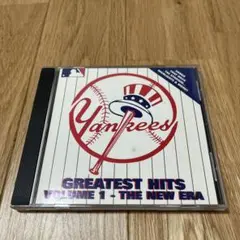 Yankees
GREATEST HITS
VOLUME 1 - THE NEW ERA